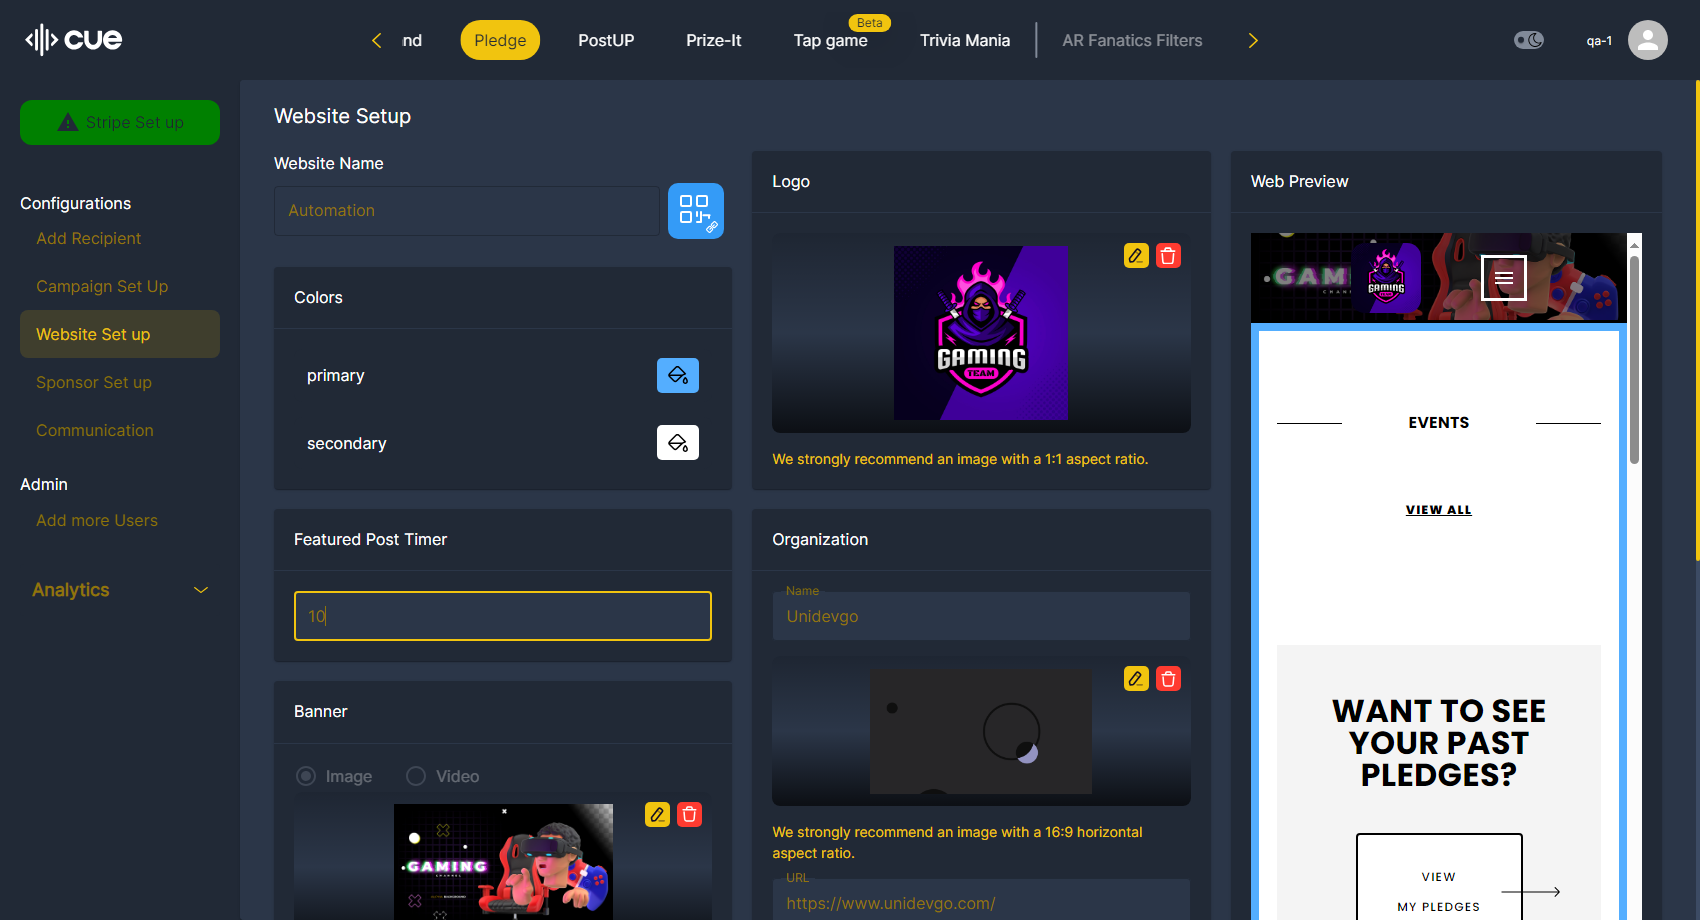 cue
nd
Pledge
PostUP
Prize-It
Tap game
Beta
Trivia Mania
AR Fanatics Filters
qa-1
Stripe Set up
Configurations
Add Recipient
Campaign Set Up
Website Set up
Sponsor Set up
Communication
Admin
Add more Users
Analytics
Website Setup
Website Name
Automation
Colors
primary
secondary
Featured Post Timer
10
Banner
Image
Video
GAMING
Logo
GAMING
TEAM
We strongly recommend an image with a 1:1 aspect ratio.
Organization
Name
Unidevgo
We strongly recommend an image with a 16:9 horizontal
aspect ratio.
URL
https://www.unidevgo.com/
Web Preview
GAMI
GAMING
TEAM
EVENTS
VIEW ALL
WANT TO SEE
YOUR PAST
PLEDGES?
VIEW
MY PLEDGES